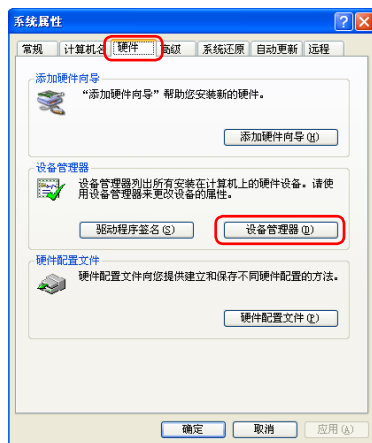 系统属性
常规 计算机名 硬件 高级 系统还原 自动更新 远程
添加硬件向导
“添加硬件向导”帮助您安装新的硬件。
添加硬件向导(H)
设备管理器
设备管理器列出所有安装在计算机上的硬件设备。请使
用设备管理器来更改设备的属性。
驱动程序签名(S) 设备管理器(D)
硬件配置文件
硬件配置文件向您提供建立和保存不同硬件配置的方法。
硬件配置文件(P)
确定 取消 应用(A)